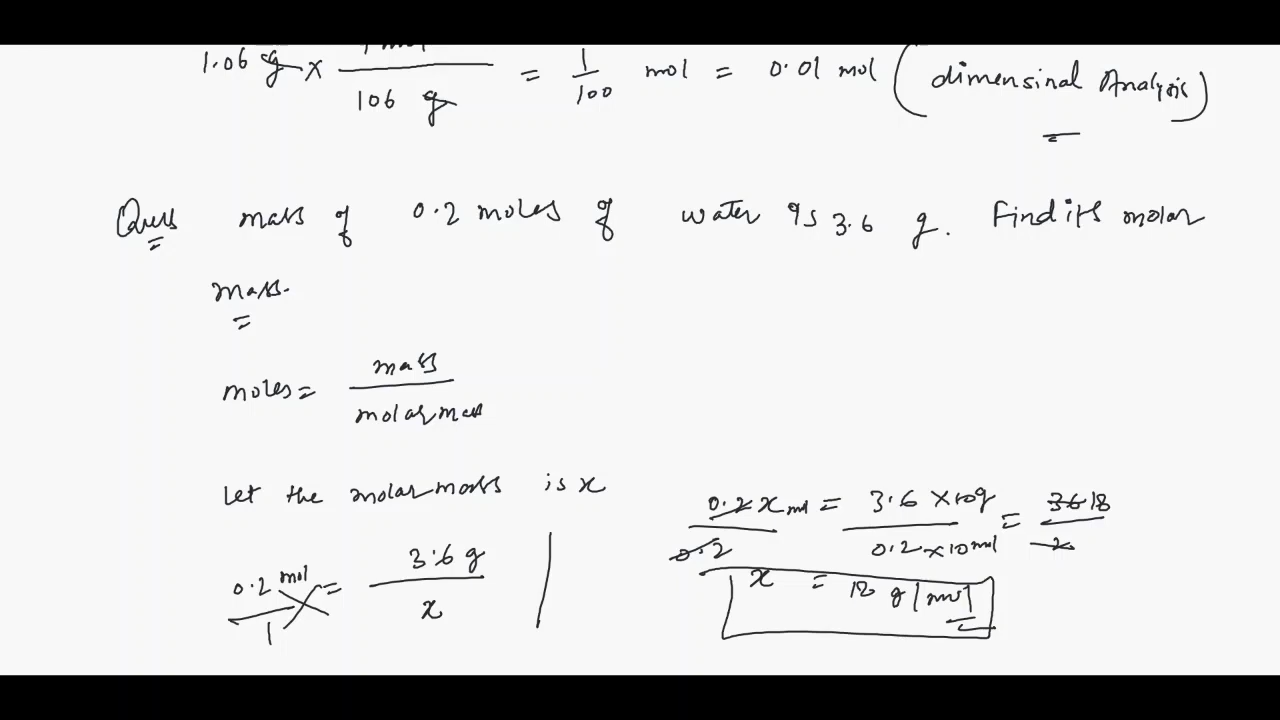 1.06 g × 1 mol / 106 g = 1/100 mol = 0.01 mol (dimensinal Analysis)
Ques mass of 0.2 moles of water is 3.6 g. Find its molar
mass.
moles = mass / molar mass
Let the molar mass is x
0.2 mol / 1 = 3.6 g / x
0.2 x mol / 0.2 = 3.6 × 10 g / 0.2 × 10 mol = 36 18 / 2
x = 18 g/mol